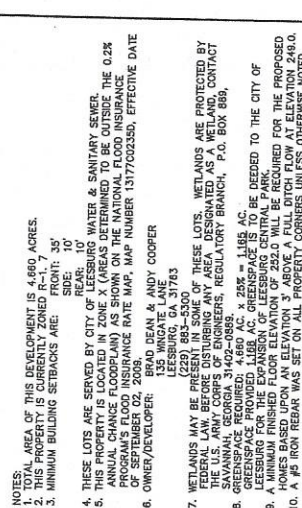 NOTES:
1. TOTAL AREA OF THIS DEVELOPMENT IS 4.660 ACRES.
2. THIS PROPERTY IS CURRENTLY ZONED R-1. 7
3. MINIMUM BUILDING SETBACKS ARE: FRONT: 35'
SIDE: 10'
REAR: 10'
4. THESE LOTS ARE SERVED BY CITY OF LEESBURG WATER & SANITARY SEWER.
5. THIS PROPERTY IS LOCATED IN ZONE X (AREAS DETERMINED TO BE OUTSIDE THE 0.2%
ANNUAL CHANCE FLOODPLAIN) AS SHOWN ON THE NATIONAL FLOOD INSURANCE
PROGRAM'S FLOOD INSURANCE RATE MAP, MAP NUMBER 13177C0235D, EFFECTIVE DATE
OF SEPTEMBER 02, 2009.
6. OWNER/DEVELOPER: BRAD DEAN & ANDY COOPER
135 WINGATE LANE
LEESBURG, GA 31763
(229) 883-6500
7. WETLANDS MAY BE PRESENT IN SOME OF THESE LOTS. WETLANDS ARE PROTECTED BY
FEDERAL LAW. BEFORE DISTURBING ANY AREA DESIGNATED AS A WETLAND, CONTACT
THE U.S. ARMY CORPS OF ENGINEERS, REGULATORY BRANCH, P.O. BOX 889,
SAVANNAH, GEORGIA, 31402-0889.
8. GREENSPACE REQUIRED: 4.660 AC * 25% = 1.165 AC.
GREENSPACE PROVIDED: 1.186 AC. GREENSPACE IS TO BE DEEDED TO THE CITY OF
LEESBURG FOR THE EXPANSION OF LEESBURG CENTRAL PARK.
9. A MINIMUM FINISHED FLOOR ELEVATION OF 252.0 WILL BE REQUIRED FOR THE PROPOSED
HOMES BASED UPON AN ELEVATION 3' ABOVE A FULL DITCH FLOW AT ELEVATION 249.0.
10. A #5 IRON REBAR WAS SET ON ALL PROPERTY CORNERS UNLESS OTHERWISE NOTED.